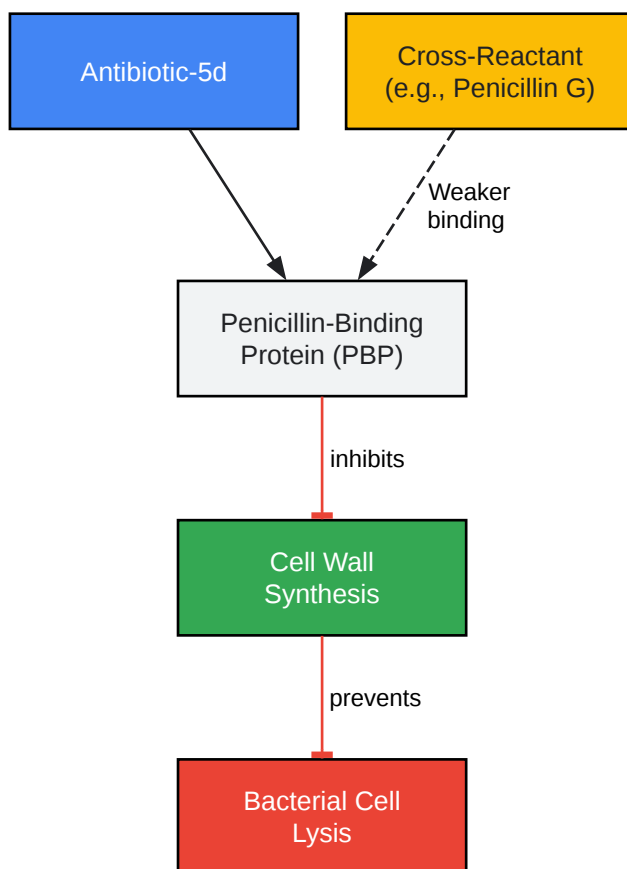 Antibiotic-5d
Cross-Reactant
(e.g., Penicillin G)
Weaker
binding
Penicillin-Binding
Protein (PBP)
inhibits
Cell Wall
Synthesis
prevents
Bacterial Cell
Lysis